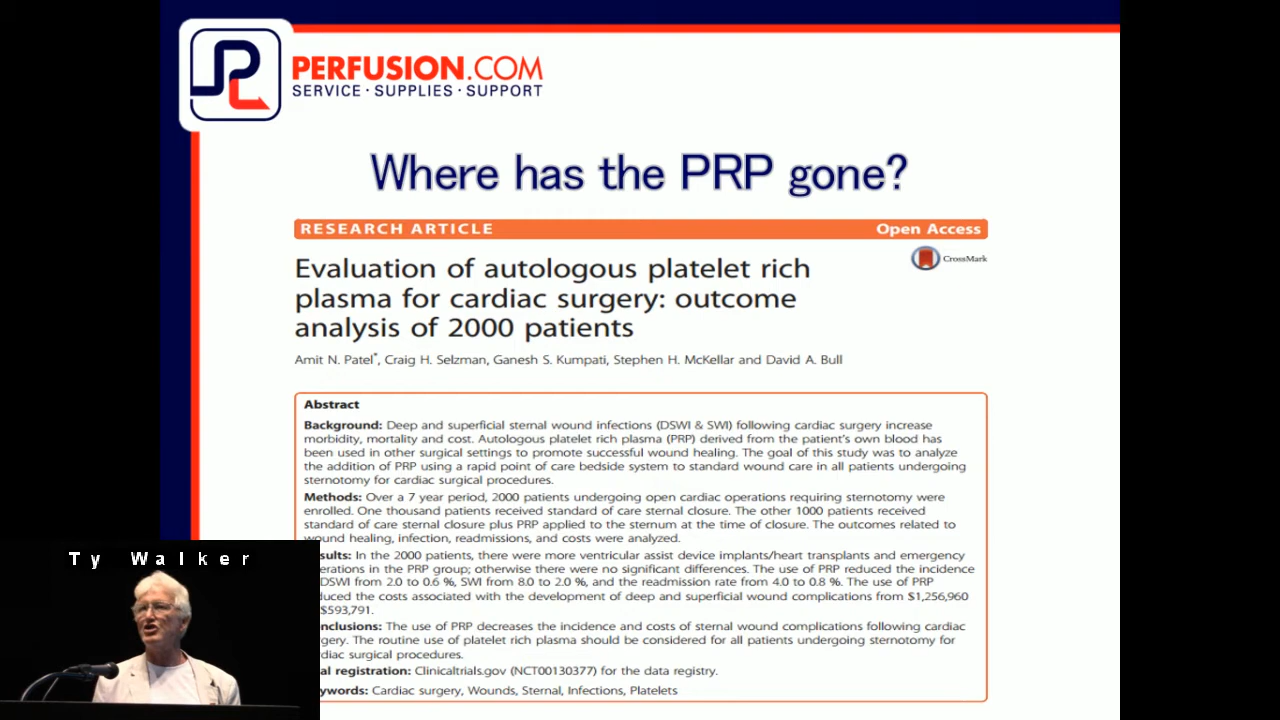 PERFUSION.COM
SERVICE · SUPPLIES · SUPPORT
Where has the PRP gone?
RESEARCH ARTICLE Open Access
CrossMark
Evaluation of autologous platelet rich
plasma for cardiac surgery: outcome
analysis of 2000 patients
Amit N. Patel*, Craig H. Selzman, Ganesh S. Kumpati, Stephen H. McKellar and David A. Bull
Abstract
Background: Deep and superficial sternal wound infections (DSWI & SWI) following cardiac surgery increase
morbidity, mortality and cost. Autologous platelet rich plasma (PRP) derived from the patient's own blood has
been used in other surgical settings to promote successful wound healing. The goal of this study was to analyze
the addition of PRP using a rapid point of care bedside system to standard wound care in all patients undergoing
sternotomy for cardiac surgical procedures.
Methods: Over a 7 year period, 2000 patients undergoing open cardiac operations requiring sternotomy were
enrolled. One thousand patients received standard of care sternal closure. The other 1000 patients received
standard of care sternal closure plus PRP applied to the sternum at the time of closure. The outcomes related to
wound healing, infection, readmissions, and costs were analyzed.
sults: In the 2000 patients, there were more ventricular assist device implants/heart transplants and emergency
erations in the PRP group; otherwise there were no significant differences. The use of PRP reduced the incidence
DSWI from 2.0 to 0.6 %, SWI from 8.0 to 2.0 %, and the readmission rate from 4.0 to 0.8 %. The use of PRP
duced the costs associated with the development of deep and superficial wound complications from $1,256,960
$593,791.
nclusions: The use of PRP decreases the incidence and costs of sternal wound complications following cardiac
rgery. The routine use of platelet rich plasma should be considered for all patients undergoing sternotomy for
diac surgical procedures.
al registration: Clinicaltrials.gov (NCT00130377) for the data registry.
ywords: Cardiac surgery, Wounds, Sternal, Infections, Platelets
Ty Walker